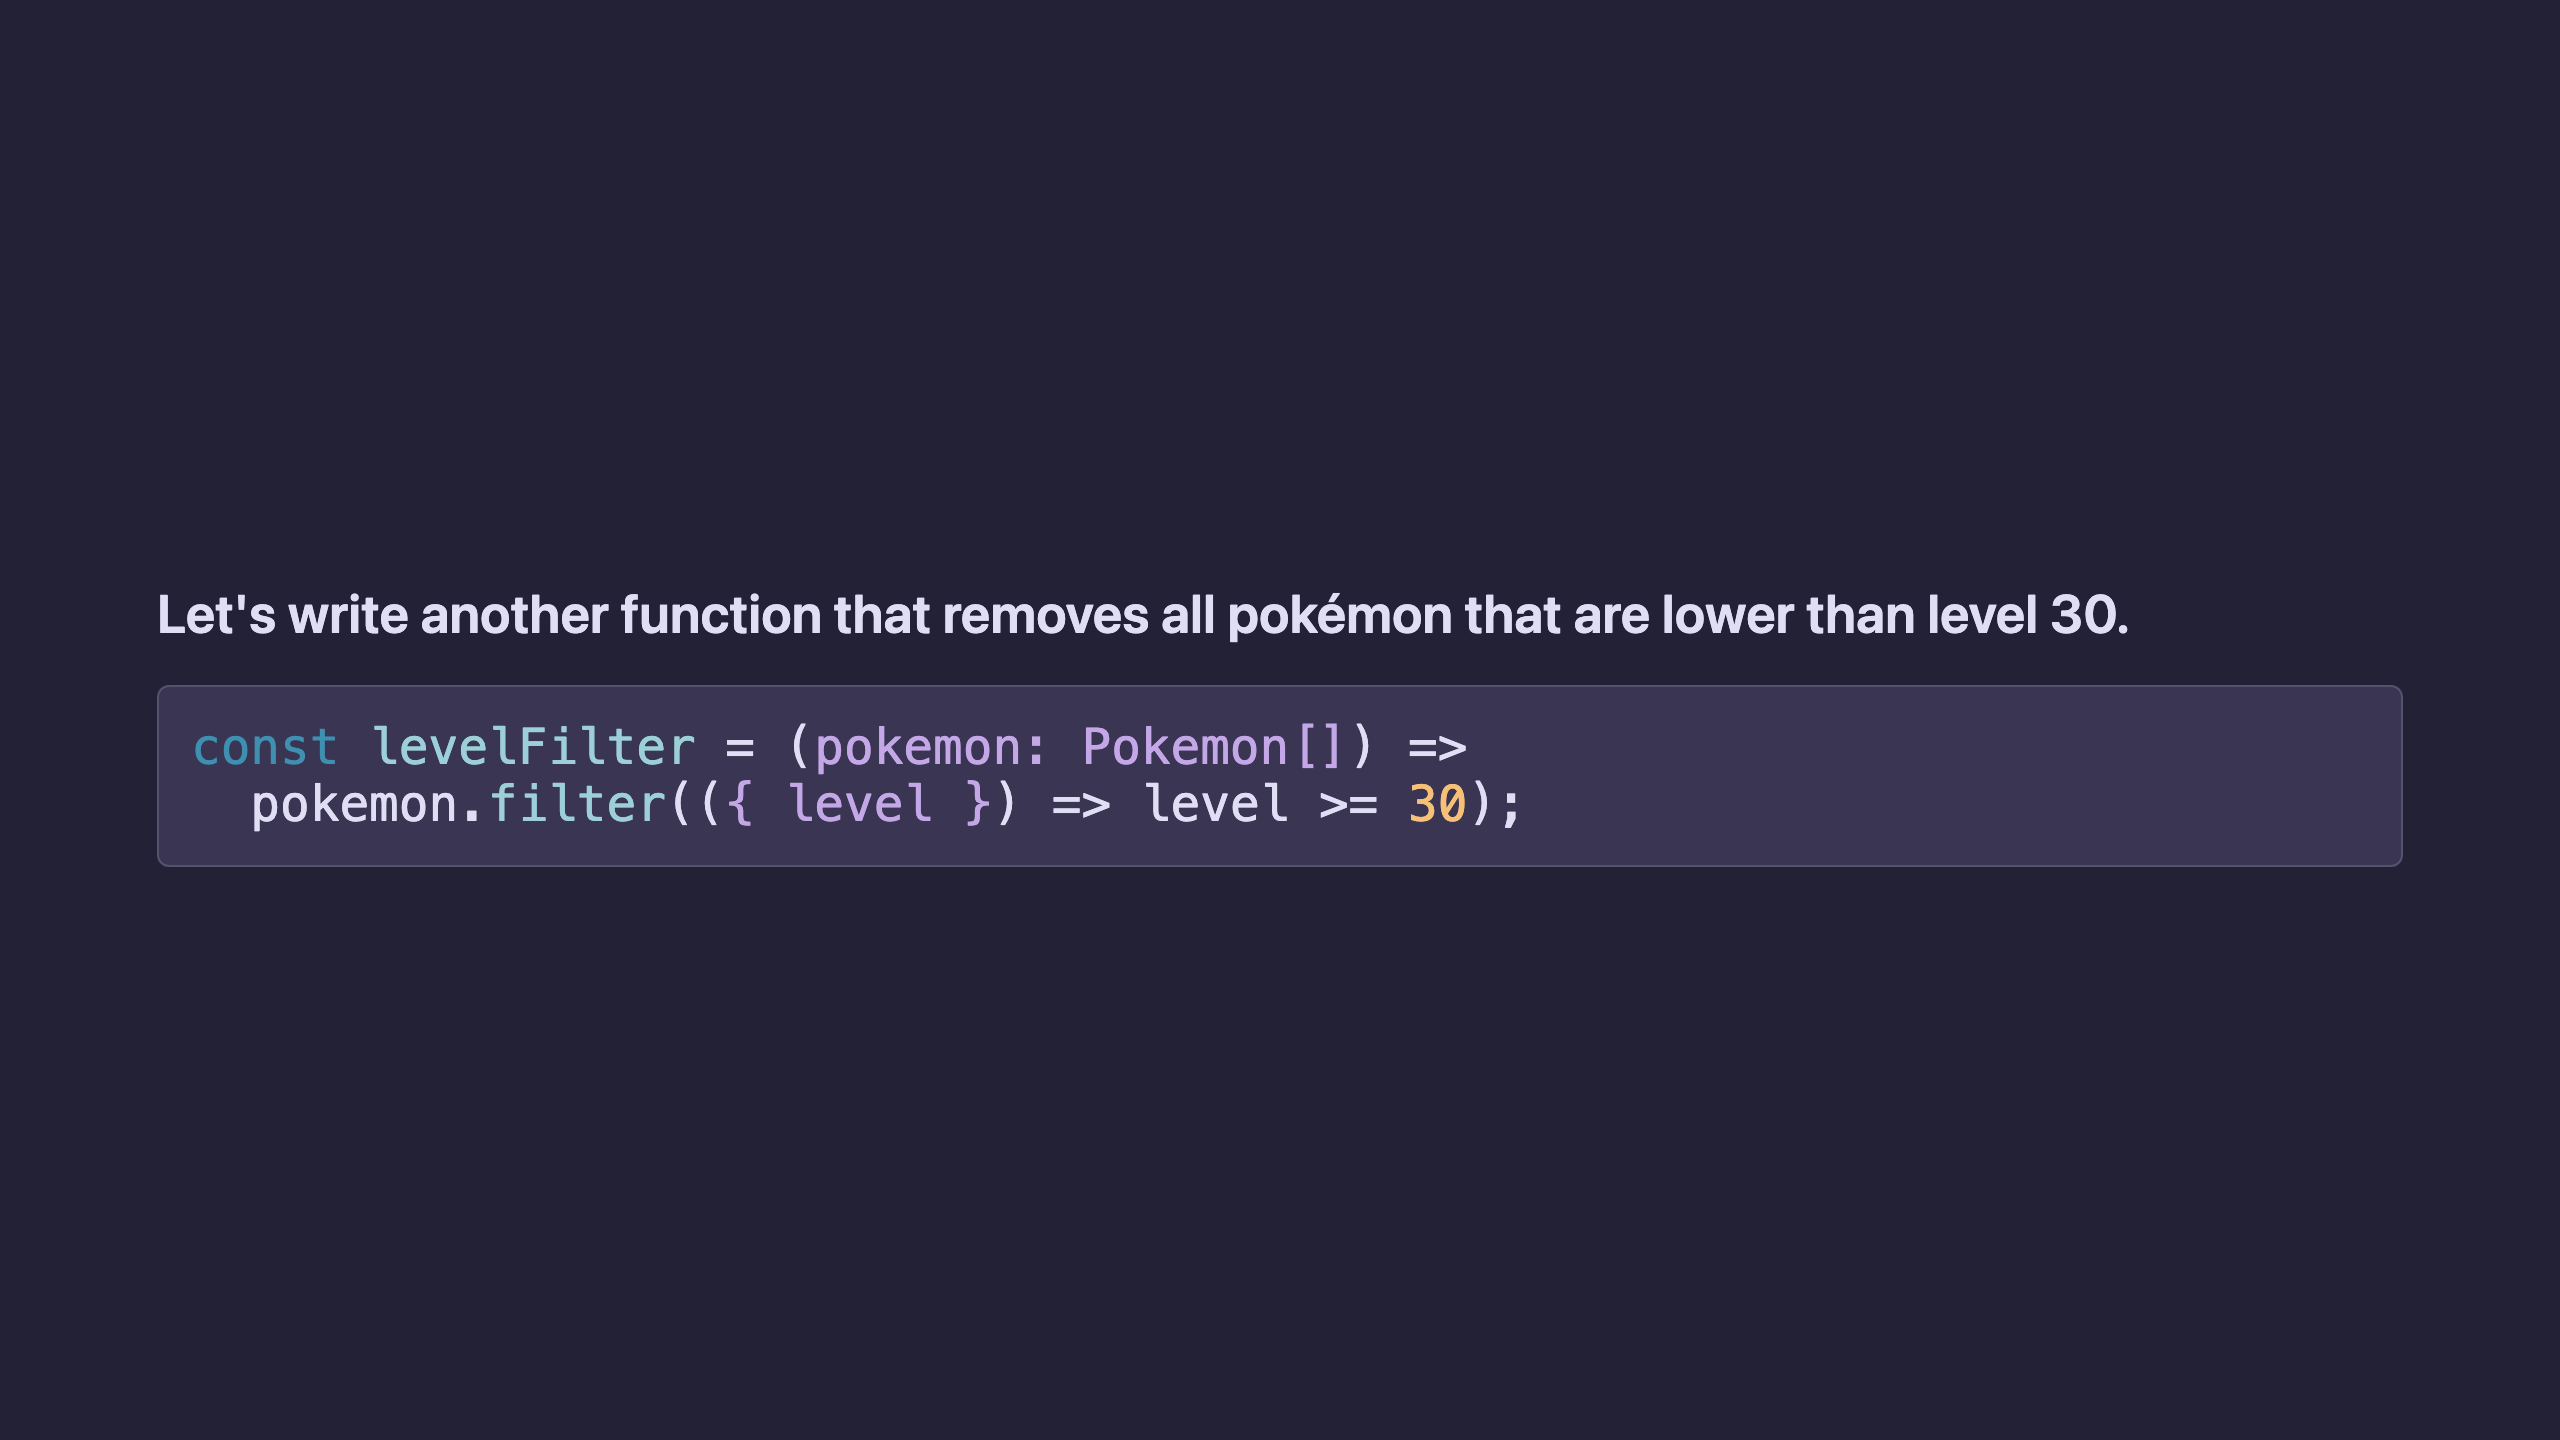 Let's write another function that removes all pokémon that are lower than level 30.
const levelFilter = (pokemon: Pokemon[]) =>
  pokemon.filter(({ level }) => level >= 30);